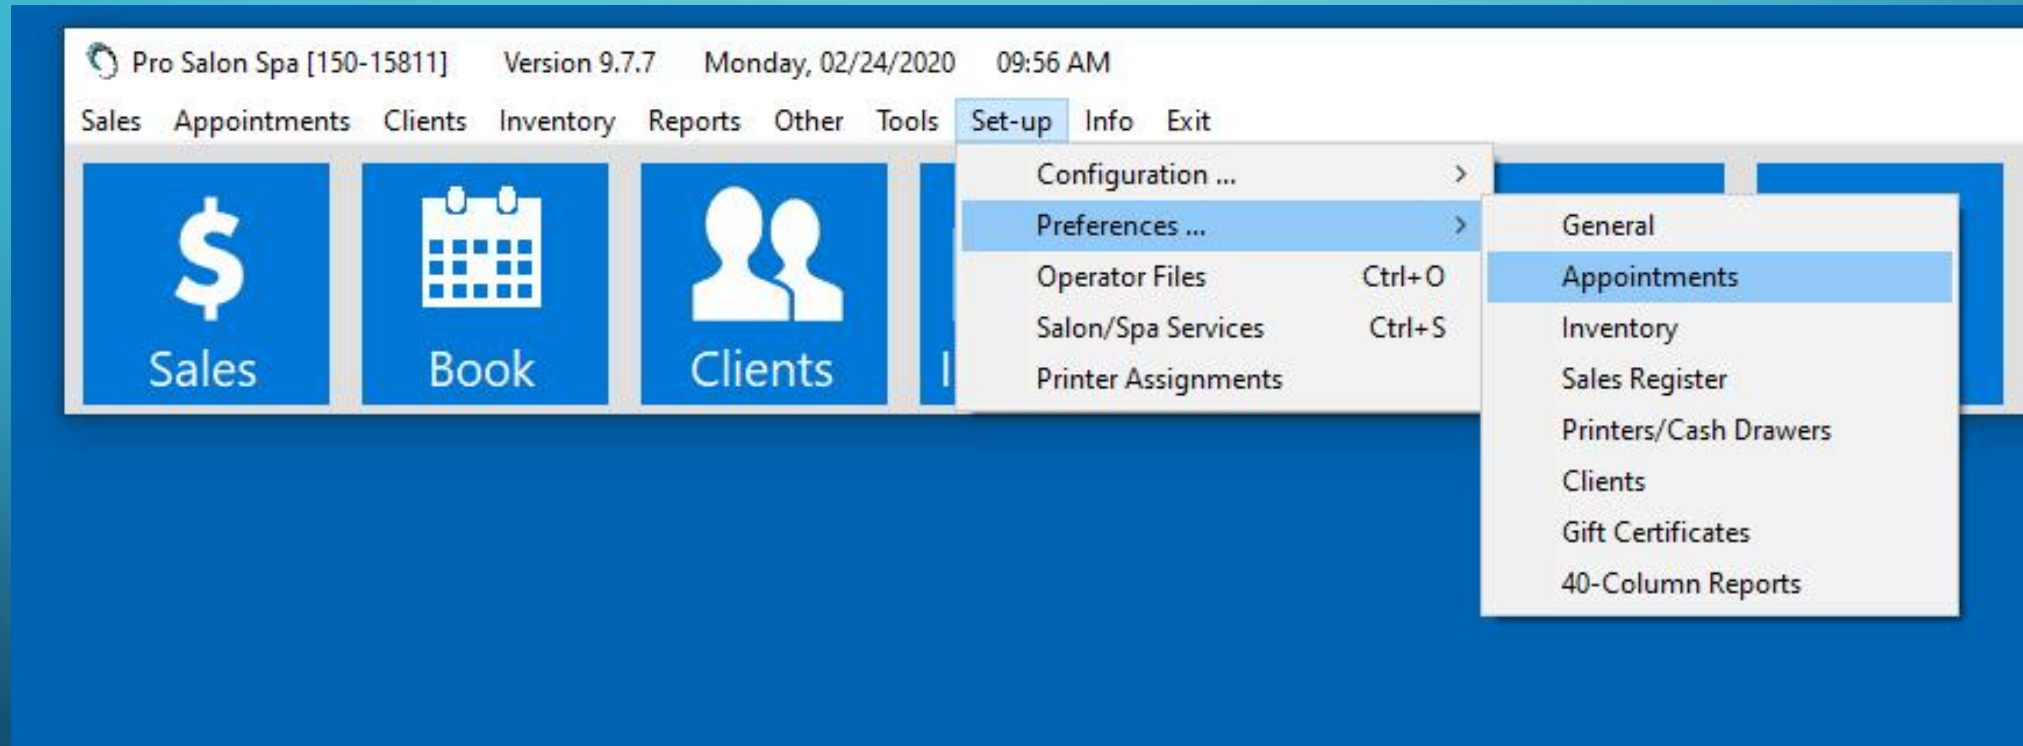 Pro Salon Spa [150-15811] Version 9.7.7 Monday, 02/24/2020 09:56 AM
Sales Appointments Clients Inventory Reports Other Tools Set-up Info Exit
Sales
Book
Clients
Configuration ... >
Preferences ... >
Operator Files Ctrl+O
Salon/Spa Services Ctrl+S
Printer Assignments
General
Appointments
Inventory
Sales Register
Printers/Cash Drawers
Clients
Gift Certificates
40-Column Reports